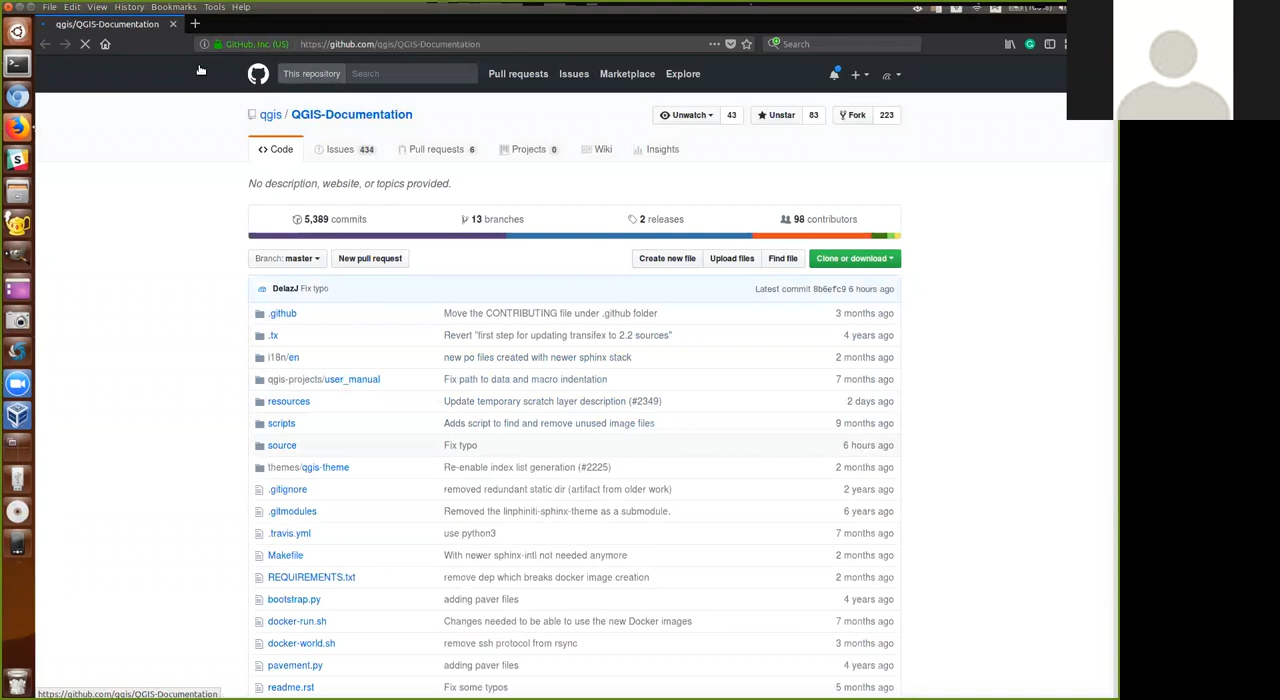 File Edit View History Bookmarks Tools Help
qgis/QGIS-Documentation
GitHub, Inc. (US) https://github.com/qgis/QGIS-Documentation Search
This repository Search Pull requests Issues Marketplace Explore
qgis / QGIS-Documentation Unwatch 43 Unstar 83 Fork 223
Code Issues 434 Pull requests 6 Projects 0 Wiki Insights
No description, website, or topics provided.
5,389 commits 13 branches 2 releases 98 contributors
Branch: master New pull request Create new file Upload files Find file Clone or download
DelazJ Fix typo Latest commit 8b6efc9 6 hours ago
.github Move the CONTRIBUTING file under .github folder 3 months ago
.tx Revert "first step for updating transifex to 2.2 sources" 4 years ago
i18n/en new po files created with newer sphinx stack 2 months ago
qgis-projects/user_manual Fix path to data and macro indentation 7 months ago
resources Update temporary scratch layer description (#2349) 2 days ago
scripts Adds script to find and remove unused image files 9 months ago
source Fix typo 6 hours ago
themes/qgis-theme Re-enable index list generation (#2225) 2 months ago
.gitignore removed redundant static dir (artifact from older work) 2 years ago
.gitmodules Removed the linphiniti-sphinx-theme as a submodule. 6 years ago
.travis.yml use python3 7 months ago
Makefile With newer sphinx-intl not needed anymore 2 months ago
REQUIREMENTS.txt remove dep which breaks docker image creation 2 months ago
bootstrap.py adding paver files 4 years ago
docker-run.sh Changes needed to be able to use the new Docker images 7 months ago
docker-world.sh remove ssh protocol from rsync 3 months ago
pavement.py adding paver files 4 years ago
readme.rst Fix some typos 5 months ago
https://github.com/qgis/QGIS-Documentation